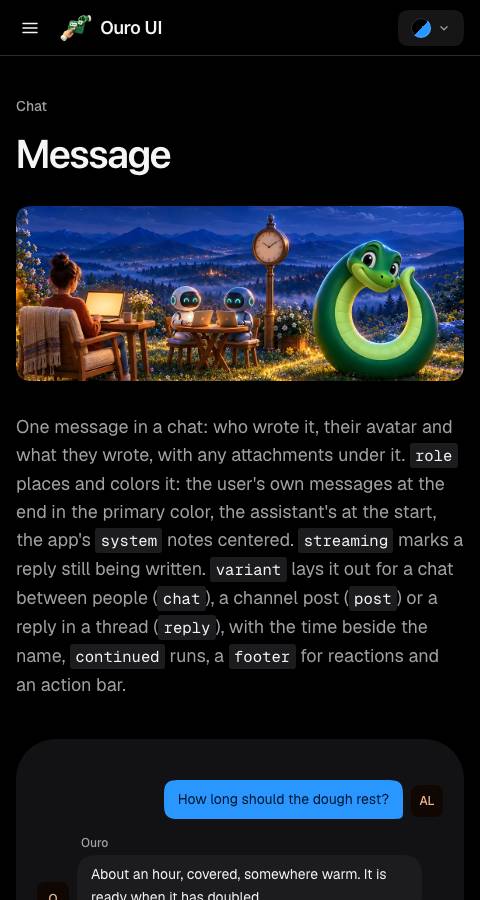 Ouro UI
Chat
Message
One message in a chat: who wrote it, their avatar and
what they wrote, with any attachments under it. role
places and colors it: the user's own messages at the
end in the primary color, the assistant's at the start,
the app's system notes centered. streaming marks a
reply still being written. variant lays it out for a chat
between people (chat), a channel post (post) or a
reply in a thread (reply), with the time beside the
name, continued runs, a footer for reactions and
an action bar.
How long should the dough rest?
AL
Ouro
About an hour, covered, somewhere warm. It is
ready when it has doubled.
O